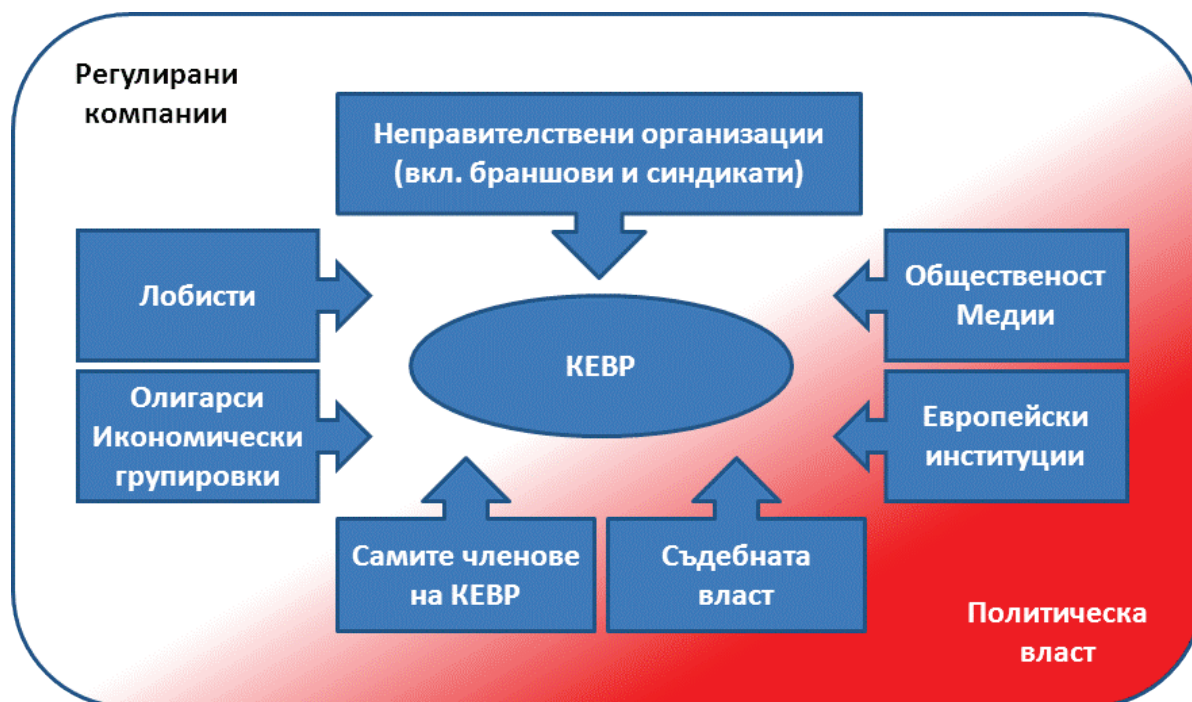 Регулирани
компании
Неправителствени организации
(вкл. браншови и синдикати)
Лобисти
Общественост
Медии
КЕВР
Олигарси
Икономически
групировки
Европейски
институции
Самите членове
на КЕВР
Съдебната
власт
Политическа
власт